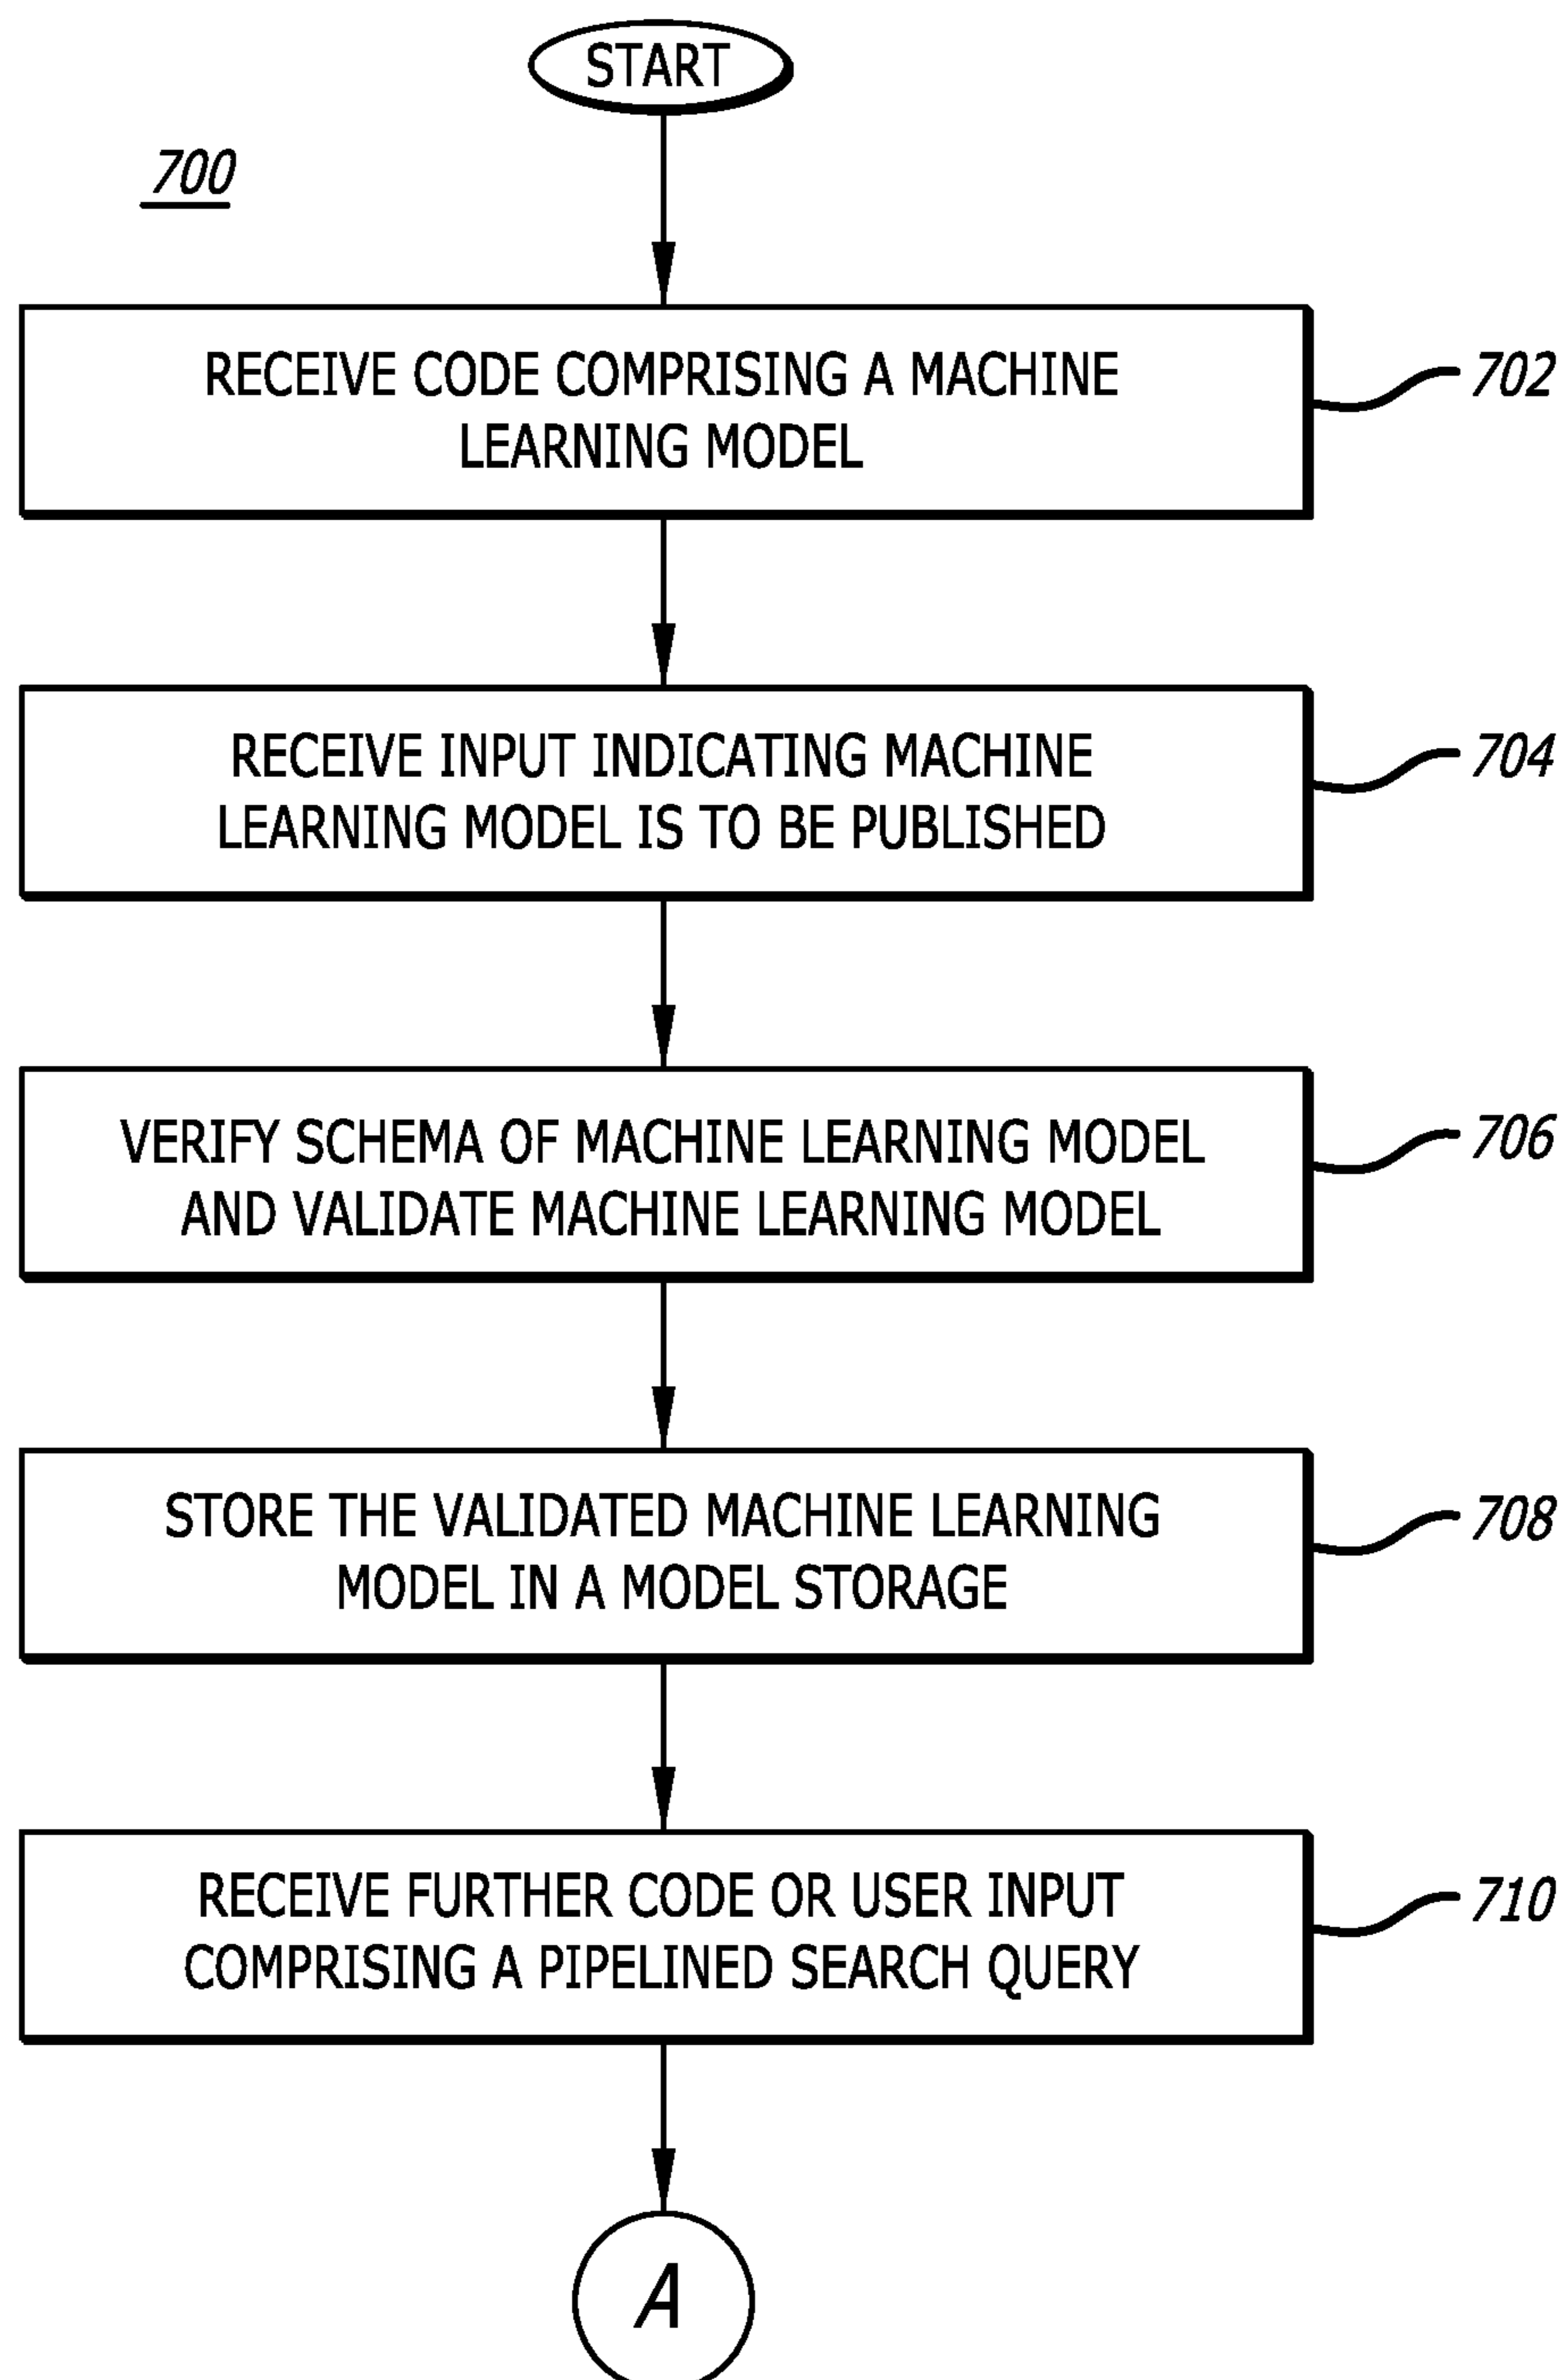 START
700
RECEIVE CODE COMPRISING A MACHINE
LEARNING MODEL
702
RECEIVE INPUT INDICATING MACHINE
LEARNING MODEL IS TO BE PUBLISHED
704
VERIFY SCHEMA OF MACHINE LEARNING MODEL
AND VALIDATE MACHINE LEARNING MODEL
706
STORE THE VALIDATED MACHINE LEARNING
MODEL IN A MODEL STORAGE
708
RECEIVE FURTHER CODE OR USER INPUT
COMPRISING A PIPELINED SEARCH QUERY
710
A